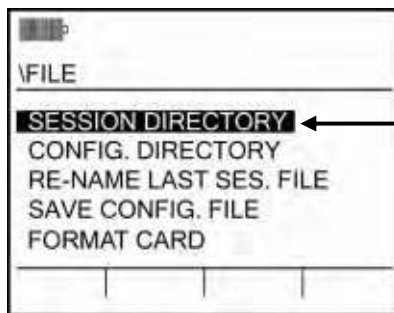 \FILE
SESSION DIRECTORY
CONFIG. DIRECTORY
RE-NAME LAST SES. FILE
SAVE CONFIG. FILE
FORMAT CARD